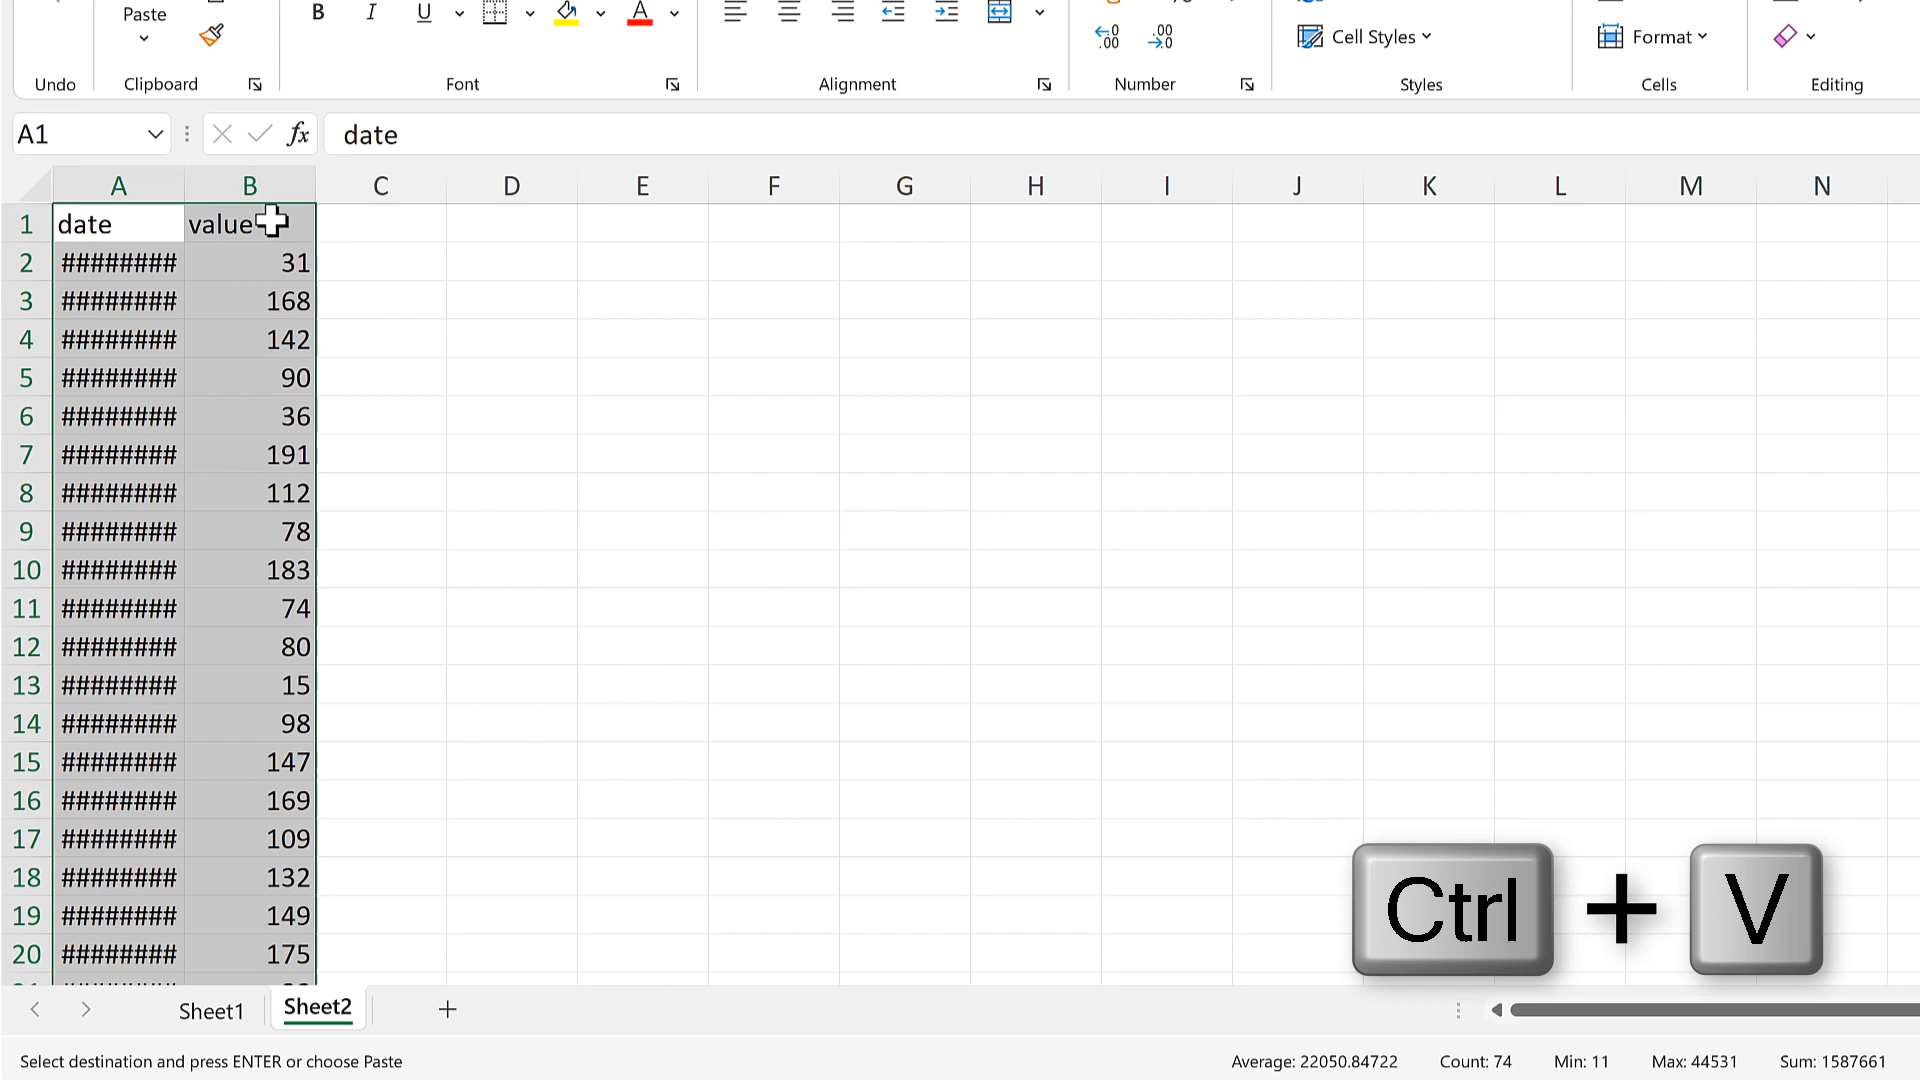 Paste
B I U A
.00 .00
Cell Styles
Format
Undo Clipboard Font Alignment Number Styles Cells Editing
A1 fx date
A B C D E F G H I J K L M N
1 date value
2 ######## 31
3 ######## 168
4 ######## 142
5 ######## 90
6 ######## 36
7 ######## 191
8 ######## 112
9 ######## 78
10 ######## 183
11 ######## 74
12 ######## 80
13 ######## 15
14 ######## 98
15 ######## 147
16 ######## 169
17 ######## 109
18 ######## 132
19 ######## 149
20 ######## 175
Ctrl + V
Sheet1 Sheet2 +
Select destination and press ENTER or choose Paste Average: 22050.84722 Count: 74 Min: 11 Max: 44531 Sum: 1587661